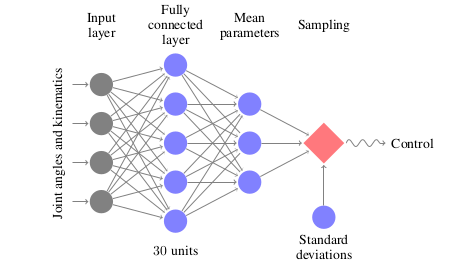 Input
layer
Fully
connected
layer
Mean
parameters
Sampling
Joint angles and kinematics
Control
30 units
Standard
deviations